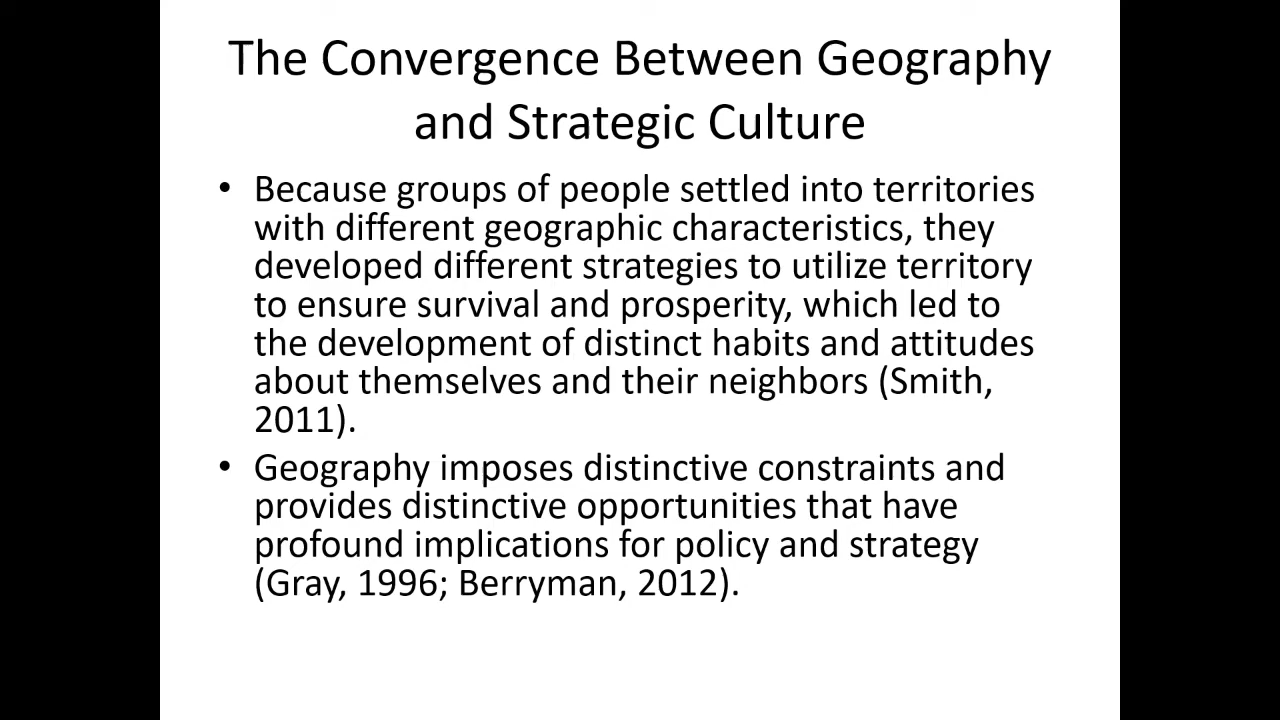 The Convergence Between Geography
and Strategic Culture
• Because groups of people settled into territories
with different geographic characteristics, they
developed different strategies to utilize territory
to ensure survival and prosperity, which led to
the development of distinct habits and attitudes
about themselves and their neighbors (Smith,
2011).
• Geography imposes distinctive constraints and
provides distinctive opportunities that have
profound implications for policy and strategy
(Gray, 1996; Berryman, 2012).